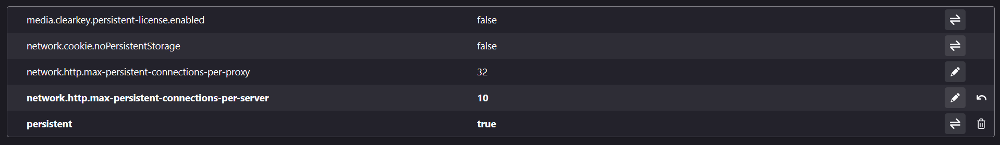 media.clearkey.persistent-license.enabled false
network.cookie.noPersistentStorage false
network.http.max-persistent-connections-per-proxy 32
network.http.max-persistent-connections-per-server 10
persistent true